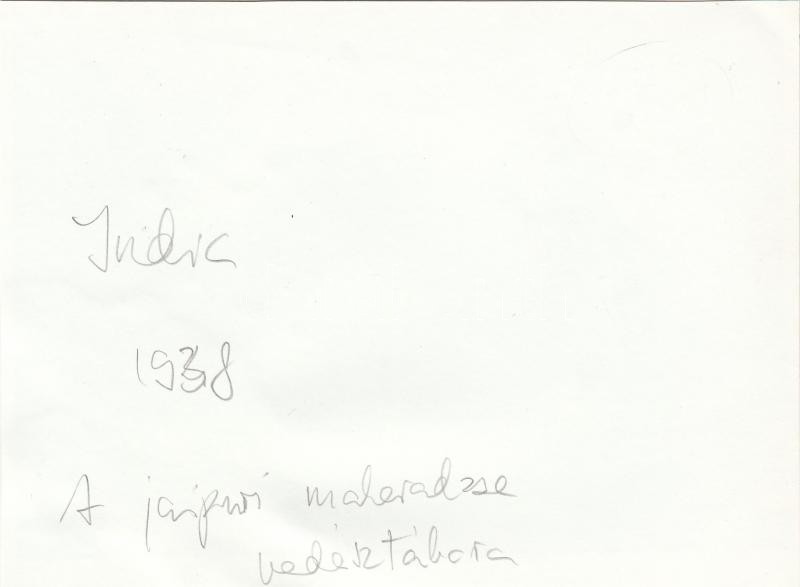 India
1938
A jaipuri maharadzsa
vadásztábora